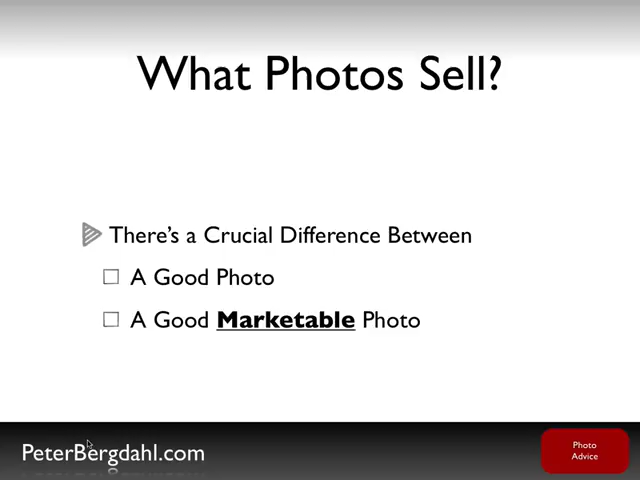 What Photos Sell?
There's a Crucial Difference Between
A Good Photo
A Good Marketable Photo
PeterBergdahl.com
Photo
Advice